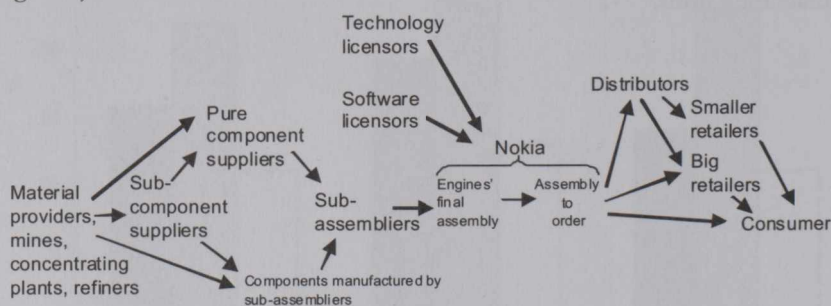 Technology
licensors
Software
licensors
Nokia
Distributors
Smaller
retailers
Big
retailers
Consumer
Pure
component
suppliers
Sub-
component
suppliers
Material
providers,
mines,
concentrating
plants, refiners
Sub-
assembliers
Engines'
final
assembly
Assembly
to
order
Components manufactured by
sub-assembliers